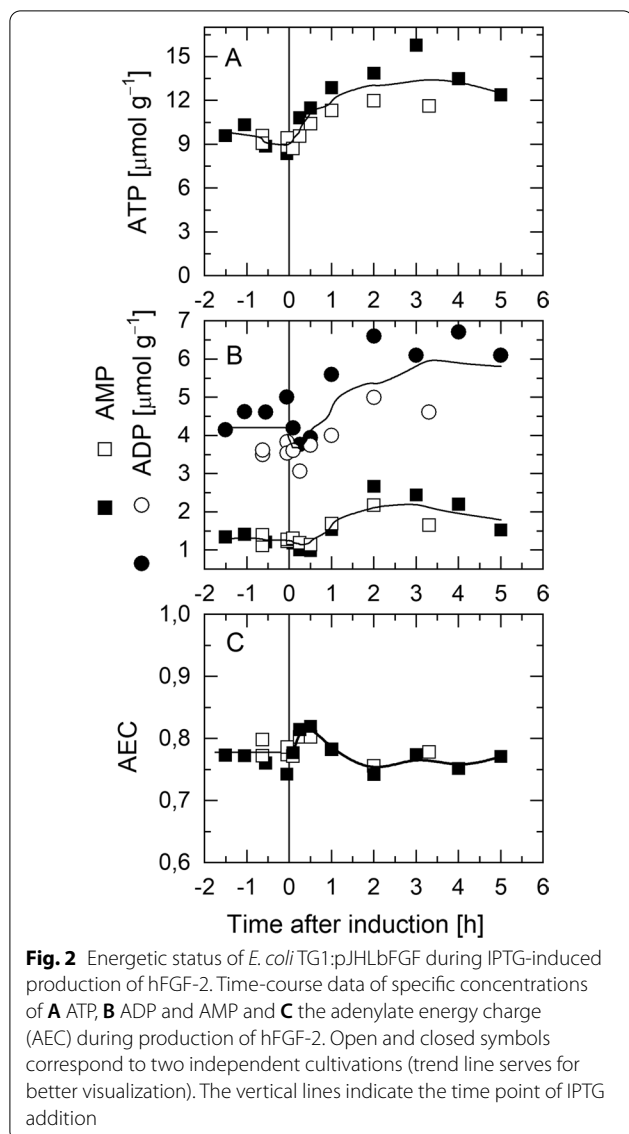 A
ATP [μmol g⁻¹]
15
12
9
6
3
0
-2 -1 0 1 2 3 4 5 6
B
□ AMP
■
○ ADP [μmol g⁻¹]
●
7
6
5
4
3
2
1
-2 -1 0 1 2 3 4 5 6
C
AEC
1,0
0,9
0,8
0,7
0,6
-2 -1 0 1 2 3 4 5 6
Time after induction [h]
Fig. 2 Energetic status of E. coli TG1:pJHLbFGF during IPTG-induced
production of hFGF-2. Time-course data of specific concentrations
of A ATP, B ADP and AMP and C the adenylate energy charge
(AEC) during production of hFGF-2. Open and closed symbols
correspond to two independent cultivations (trend line serves for
better visualization). The vertical lines indicate the time point of IPTG
addition